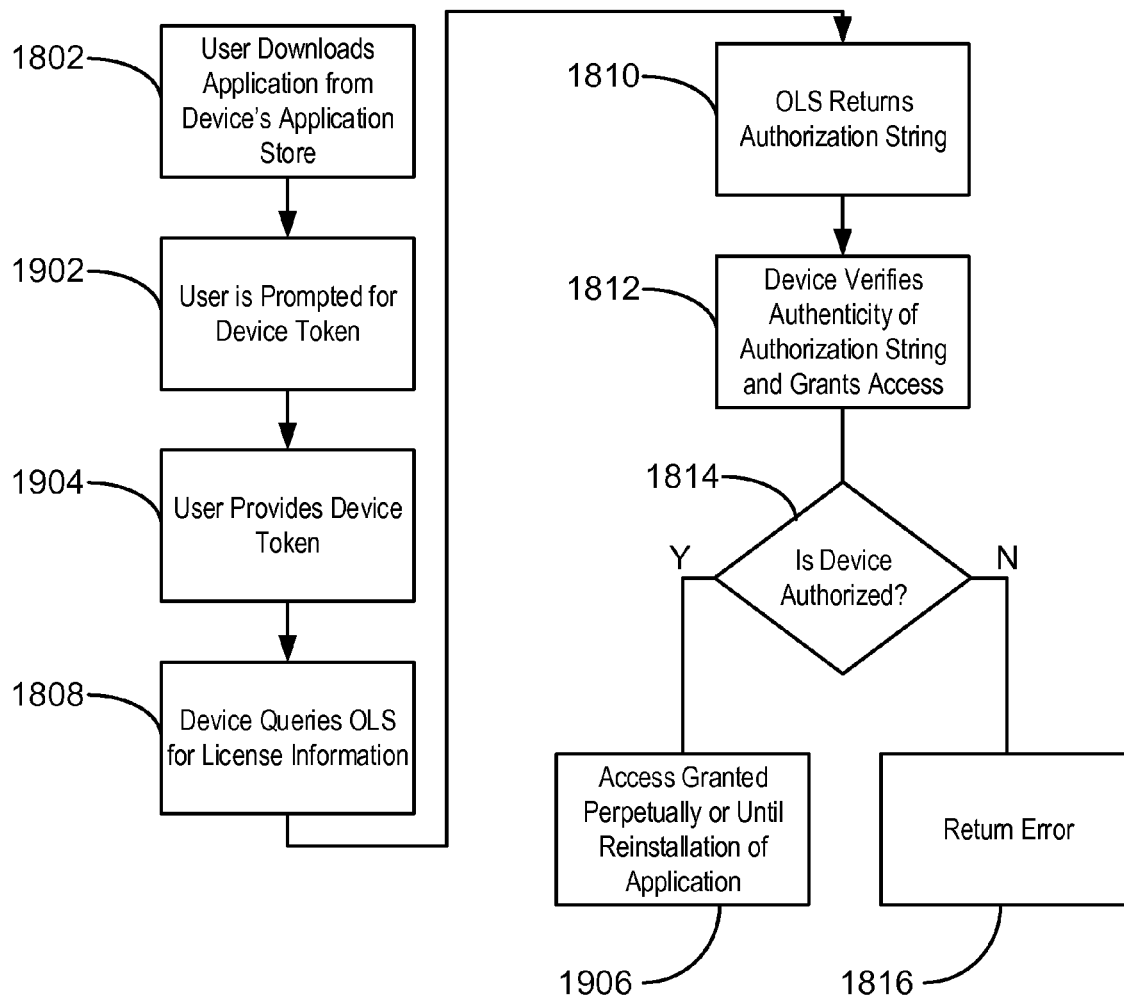 1802
User Downloads
Application from
Device's Application
Store
1902
User is Prompted for
Device Token
1904
User Provides Device
Token
1808
Device Queries OLS
for License Information
1810
OLS Returns
Authorization String
1812
Device Verifies
Authenticity of
Authorization String
and Grants Access
1814
Is Device
Authorized?
Y
N
Access Granted
Perpetually or Until
Reinstallation of
Application
1906
Return Error
1816